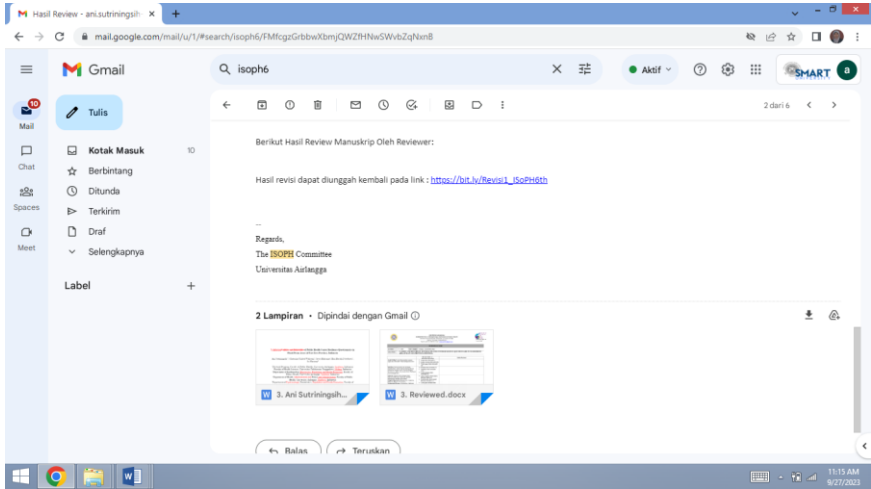 Hasil Review - ani.sutriningsih
mail.google.com/mail/u/1/#search/isoph6/FMfcgzGrbbwXbmjQWZfHNwSWvbZqNxnB
Gmail
isoph6
Aktif
SMART
a
10
Mail
Chat
Spaces
Meet
Tulis
Kotak Masuk 10
Berbintang
Ditunda
Terkirim
Draf
Selengkapnya
Label
2 dari 6
Berikut Hasil Review Manuskrip Oleh Reviewer:
Hasil revisi dapat diunggah kembali pada link : https://bit.ly/Revisi1_ISoPH6th
--
Regards,
The ISOPH Committee
Universitas Airlangga
2 Lampiran • Dipindai dengan Gmail
W 3. Ani Sutriningsih...
W 3. Reviewed.docx
Balas
Teruskan
11:15 AM
9/27/2023